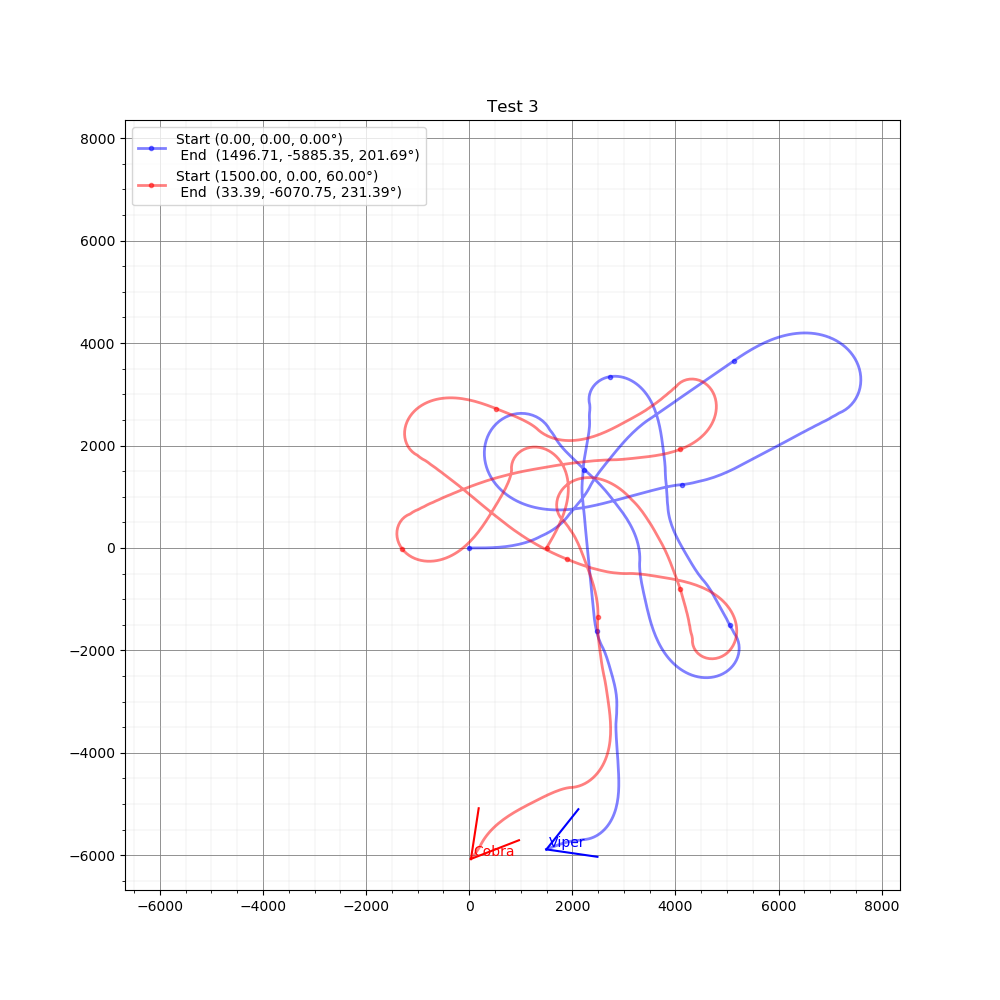 Test 3
Start (0.00, 0.00, 0.00°)
End  (1496.71, -5885.35, 201.69°)
Start (1500.00, 0.00, 60.00°)
End  (33.39, -6070.75, 231.39°)
8000
6000
4000
2000
0
−2000
−4000
−6000
Cobra
Viper
−6000 −4000 −2000 0 2000 4000 6000 8000